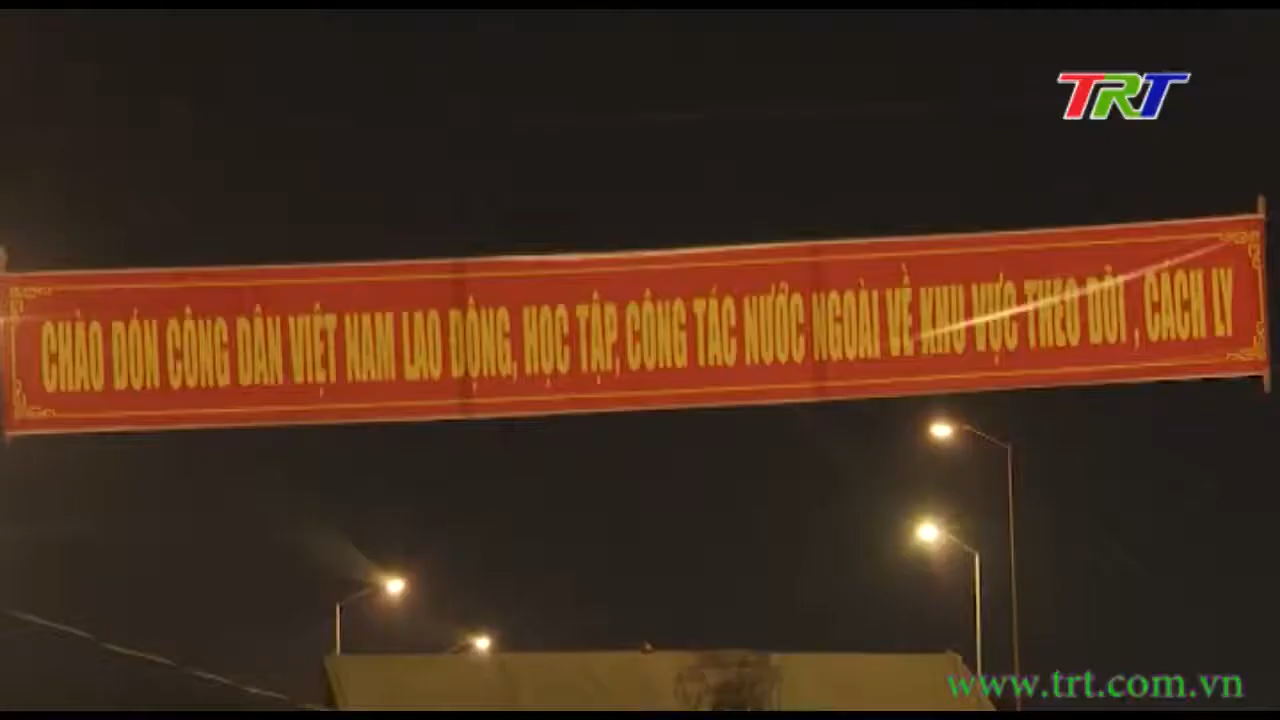 TRT
CHÀO ĐÓN CÔNG DÂN VIỆT NAM LAO ĐỘNG, HỌC TẬP, CÔNG TÁC NƯỚC NGOÀI VỀ KHU VỰC THEO DÕI , CÁCH LY
www.trt.com.vn